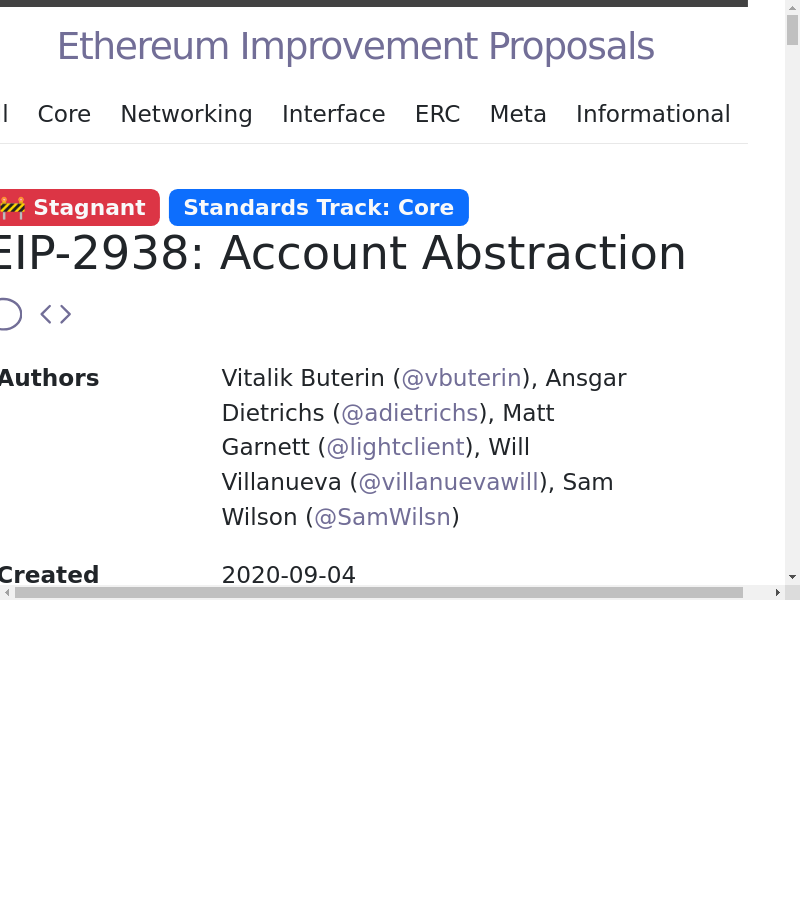 Ethereum Improvement Proposals
l Core Networking Interface ERC Meta Informational
🚧 Stagnant Standards Track: Core
EIP-2938: Account Abstraction
Authors Vitalik Buterin (@vbuterin), Ansgar
Dietrichs (@adietrichs), Matt
Garnett (@lightclient), Will
Villanueva (@villanuevawill), Sam
Wilson (@SamWilsn)
Created 2020-09-04